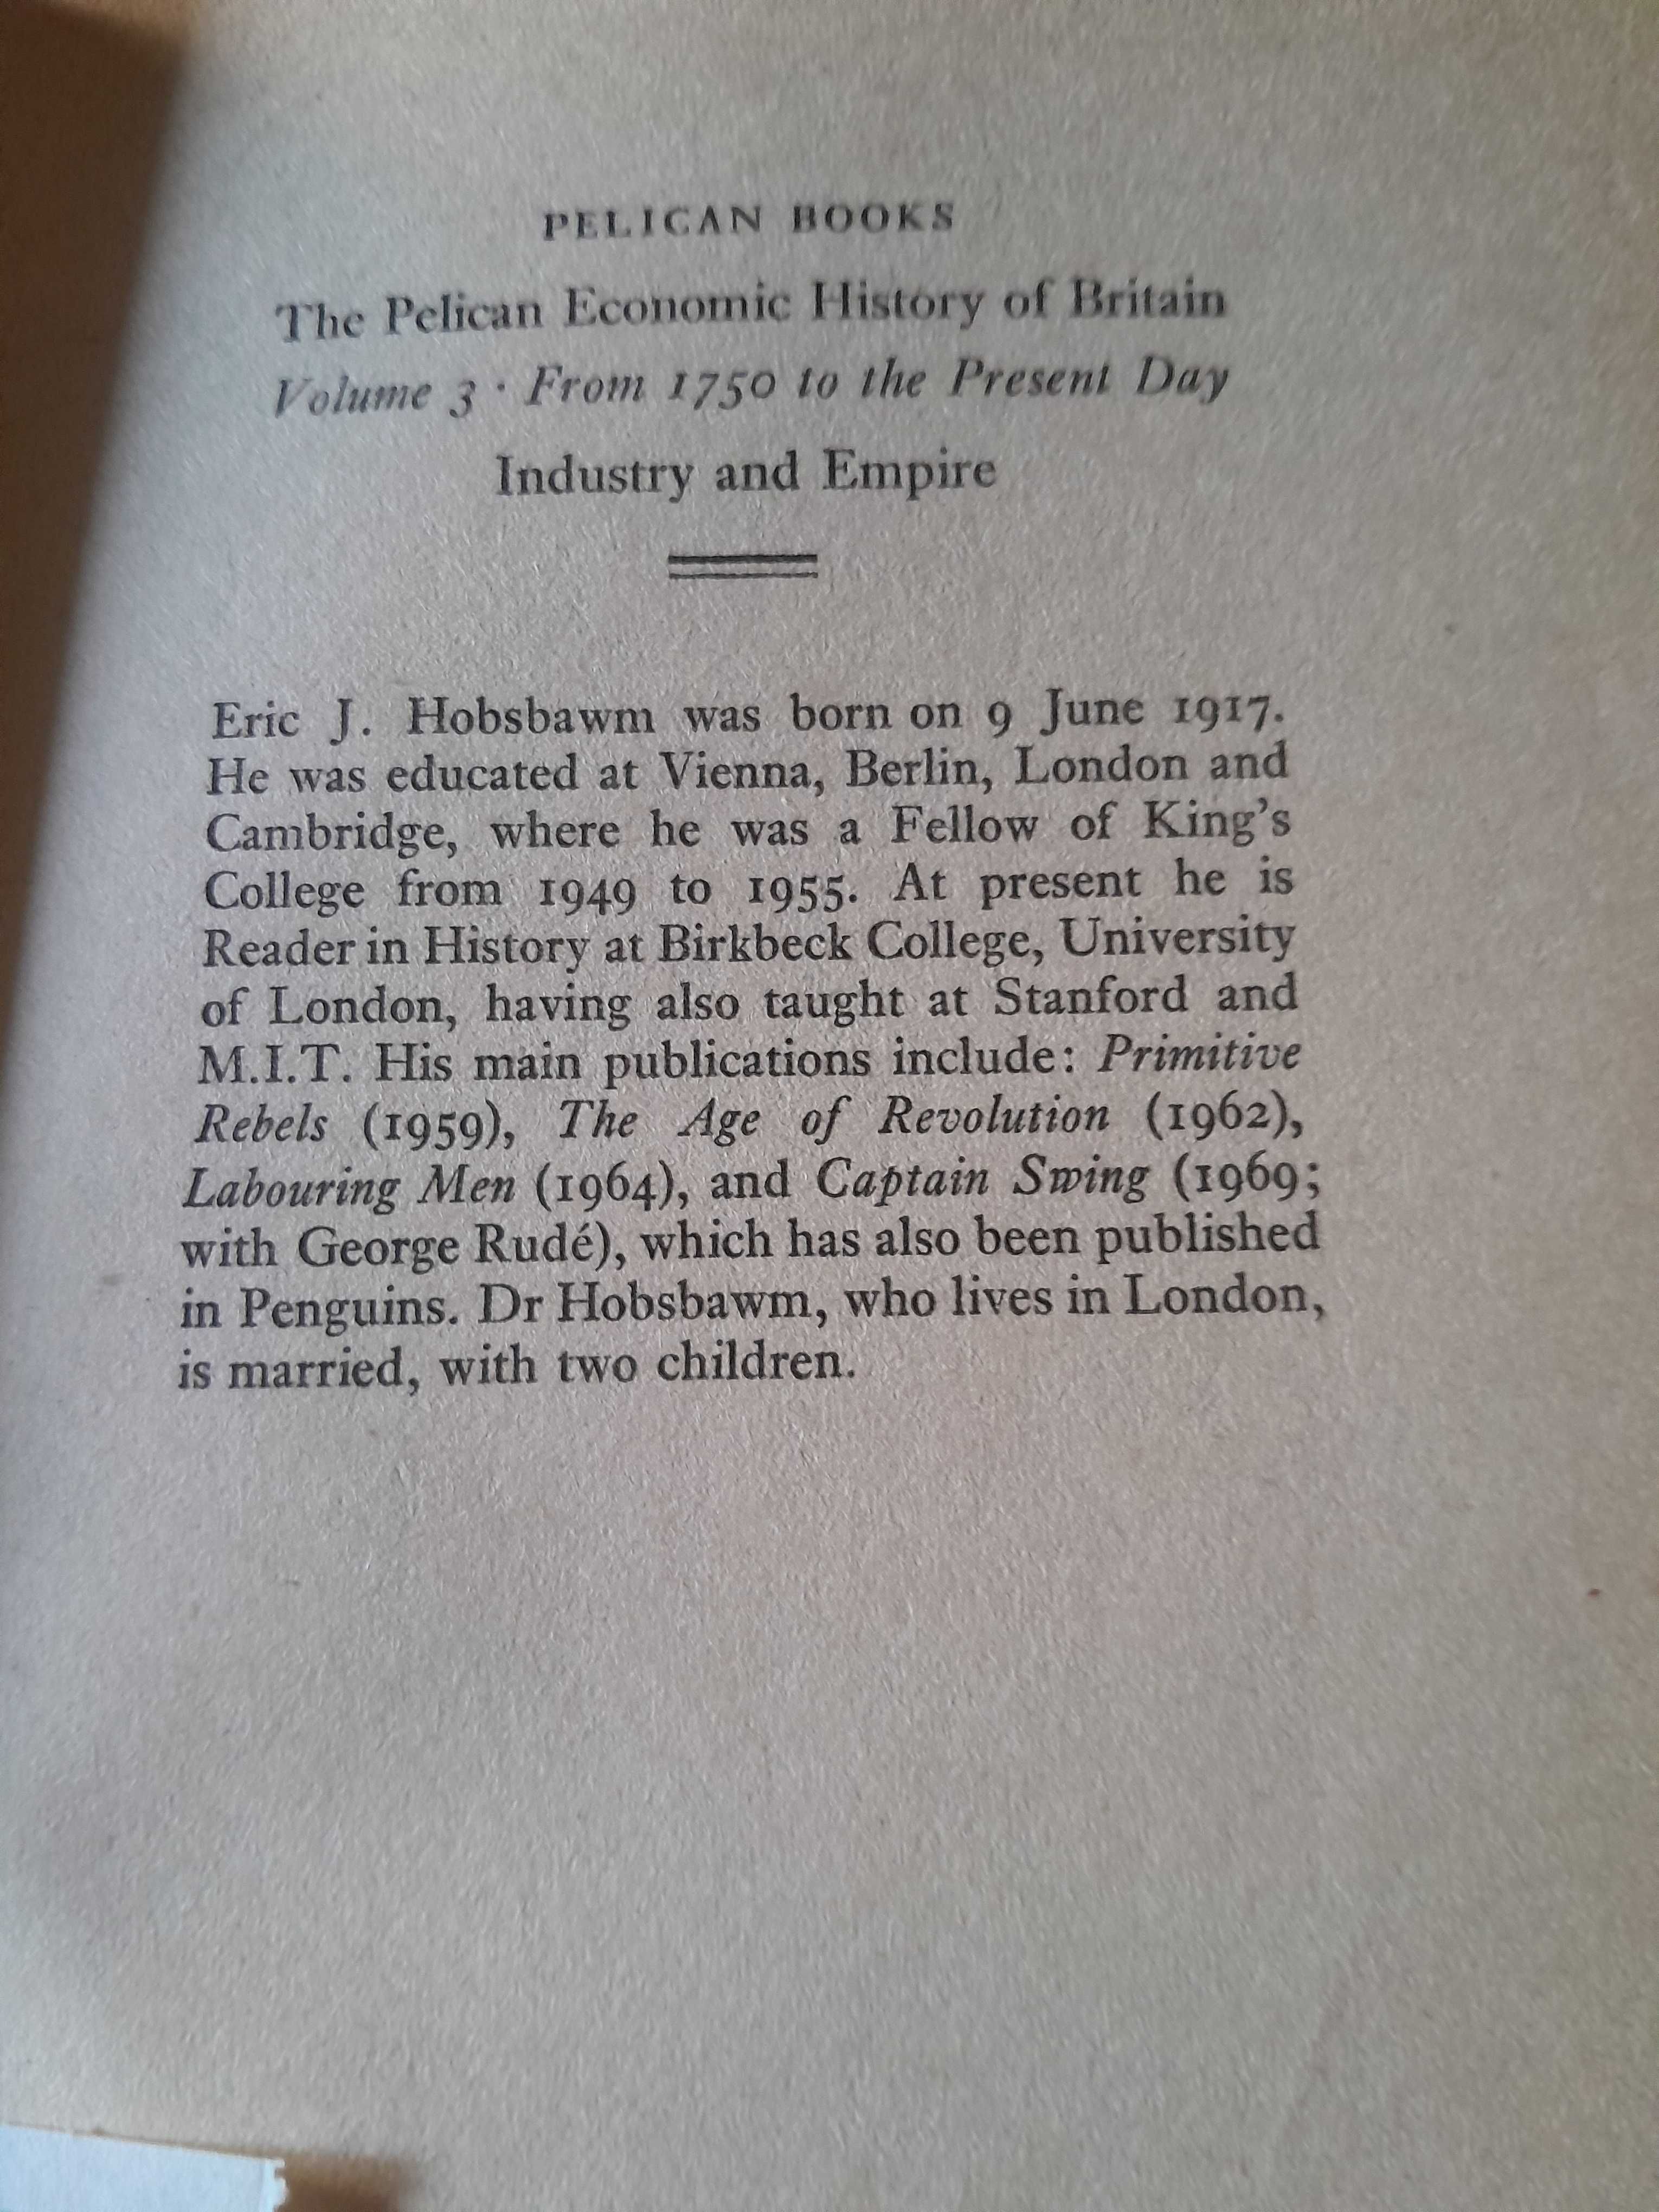 PELICAN BOOKS
The Pelican Economic History of Britain
Volume 3 · From 1750 to the Present Day
Industry and Empire
Eric J. Hobsbawm was born on 9 June 1917.
He was educated at Vienna, Berlin, London and
Cambridge, where he was a Fellow of King's
College from 1949 to 1955. At present he is
Reader in History at Birkbeck College, University
of London, having also taught at Stanford and
M.I.T. His main publications include: Primitive
Rebels (1959), The Age of Revolution (1962),
Labouring Men (1964), and Captain Swing (1969;
with George Rudé), which has also been published
in Penguins. Dr Hobsbawm, who lives in London,
is married, with two children.